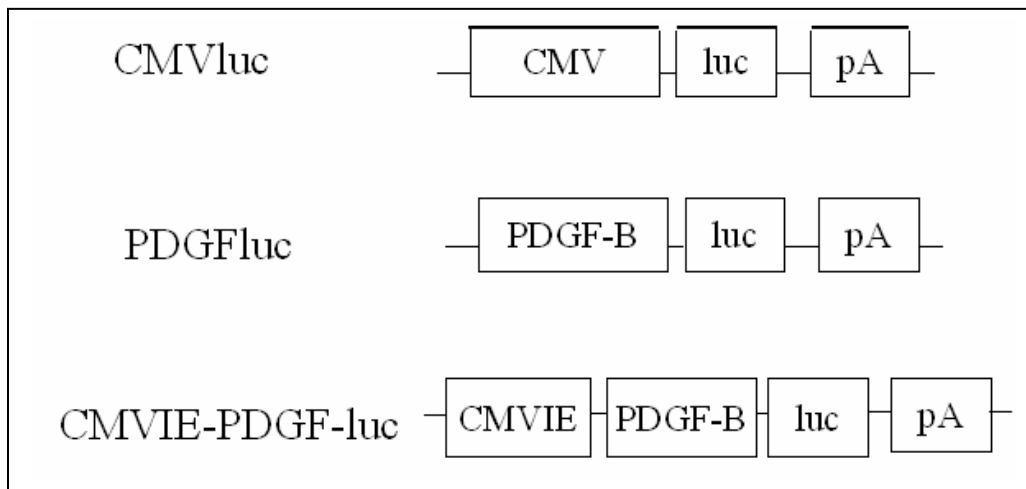 CMVluc CMV luc pA
PDGFluc PDGF-B luc pA
CMVIE-PDGF-luc CMVIE PDGF-B luc pA